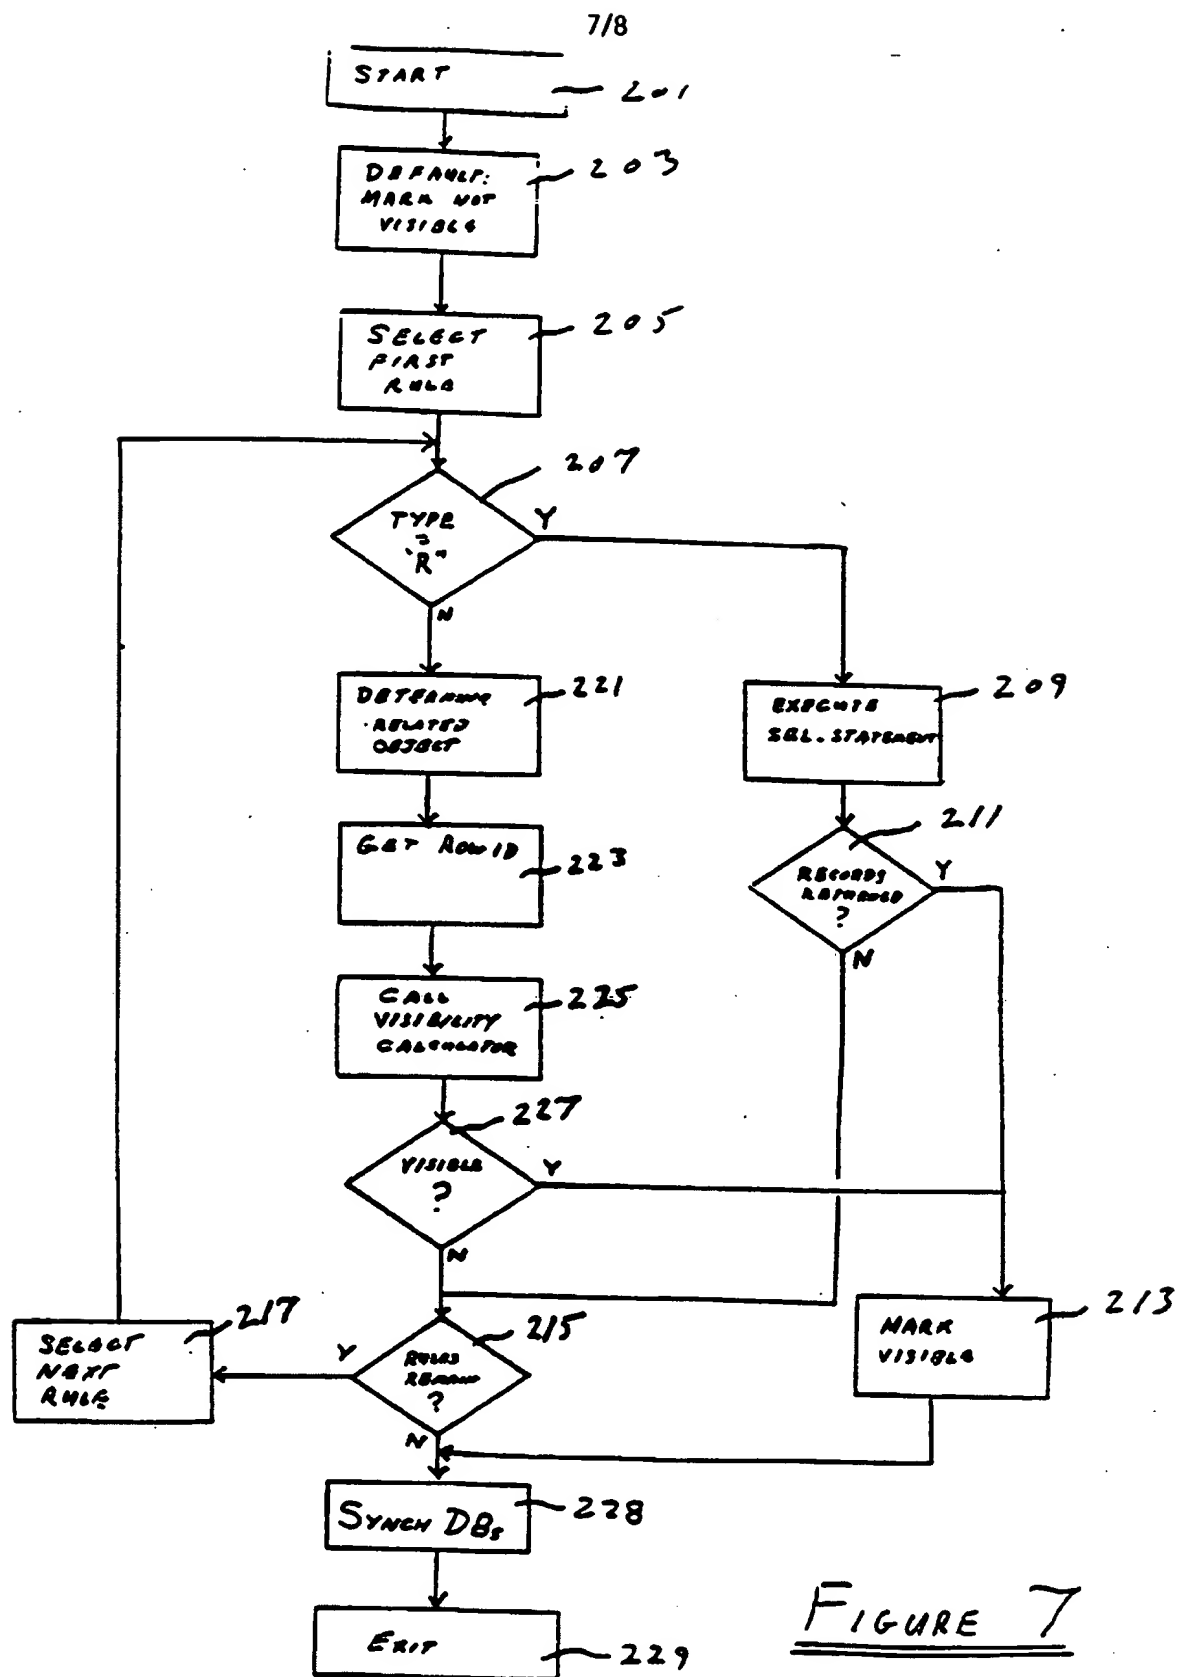 7/8
START
201
DEFAULT:
MARK NOT
VISIBLE
203
SELECT
FIRST
RULE
205
207
TYPE
=
"R"
Y
N
DETERMINE
RELATED
OBJECT
221
EXECUTE
SQL. STATEMENT
209
GET ROW ID
223
211
RECORDS
RETURNED
?
Y
N
CALL
VISIBILITY
CALCULATOR
225
227
VISIBLE
?
Y
N
SELECT
NEXT
RULE
217
215
RULES
REMAIN
?
Y
N
MARK
VISIBLE
213
SYNCH DBs
228
EXIT
229
FIGURE 7